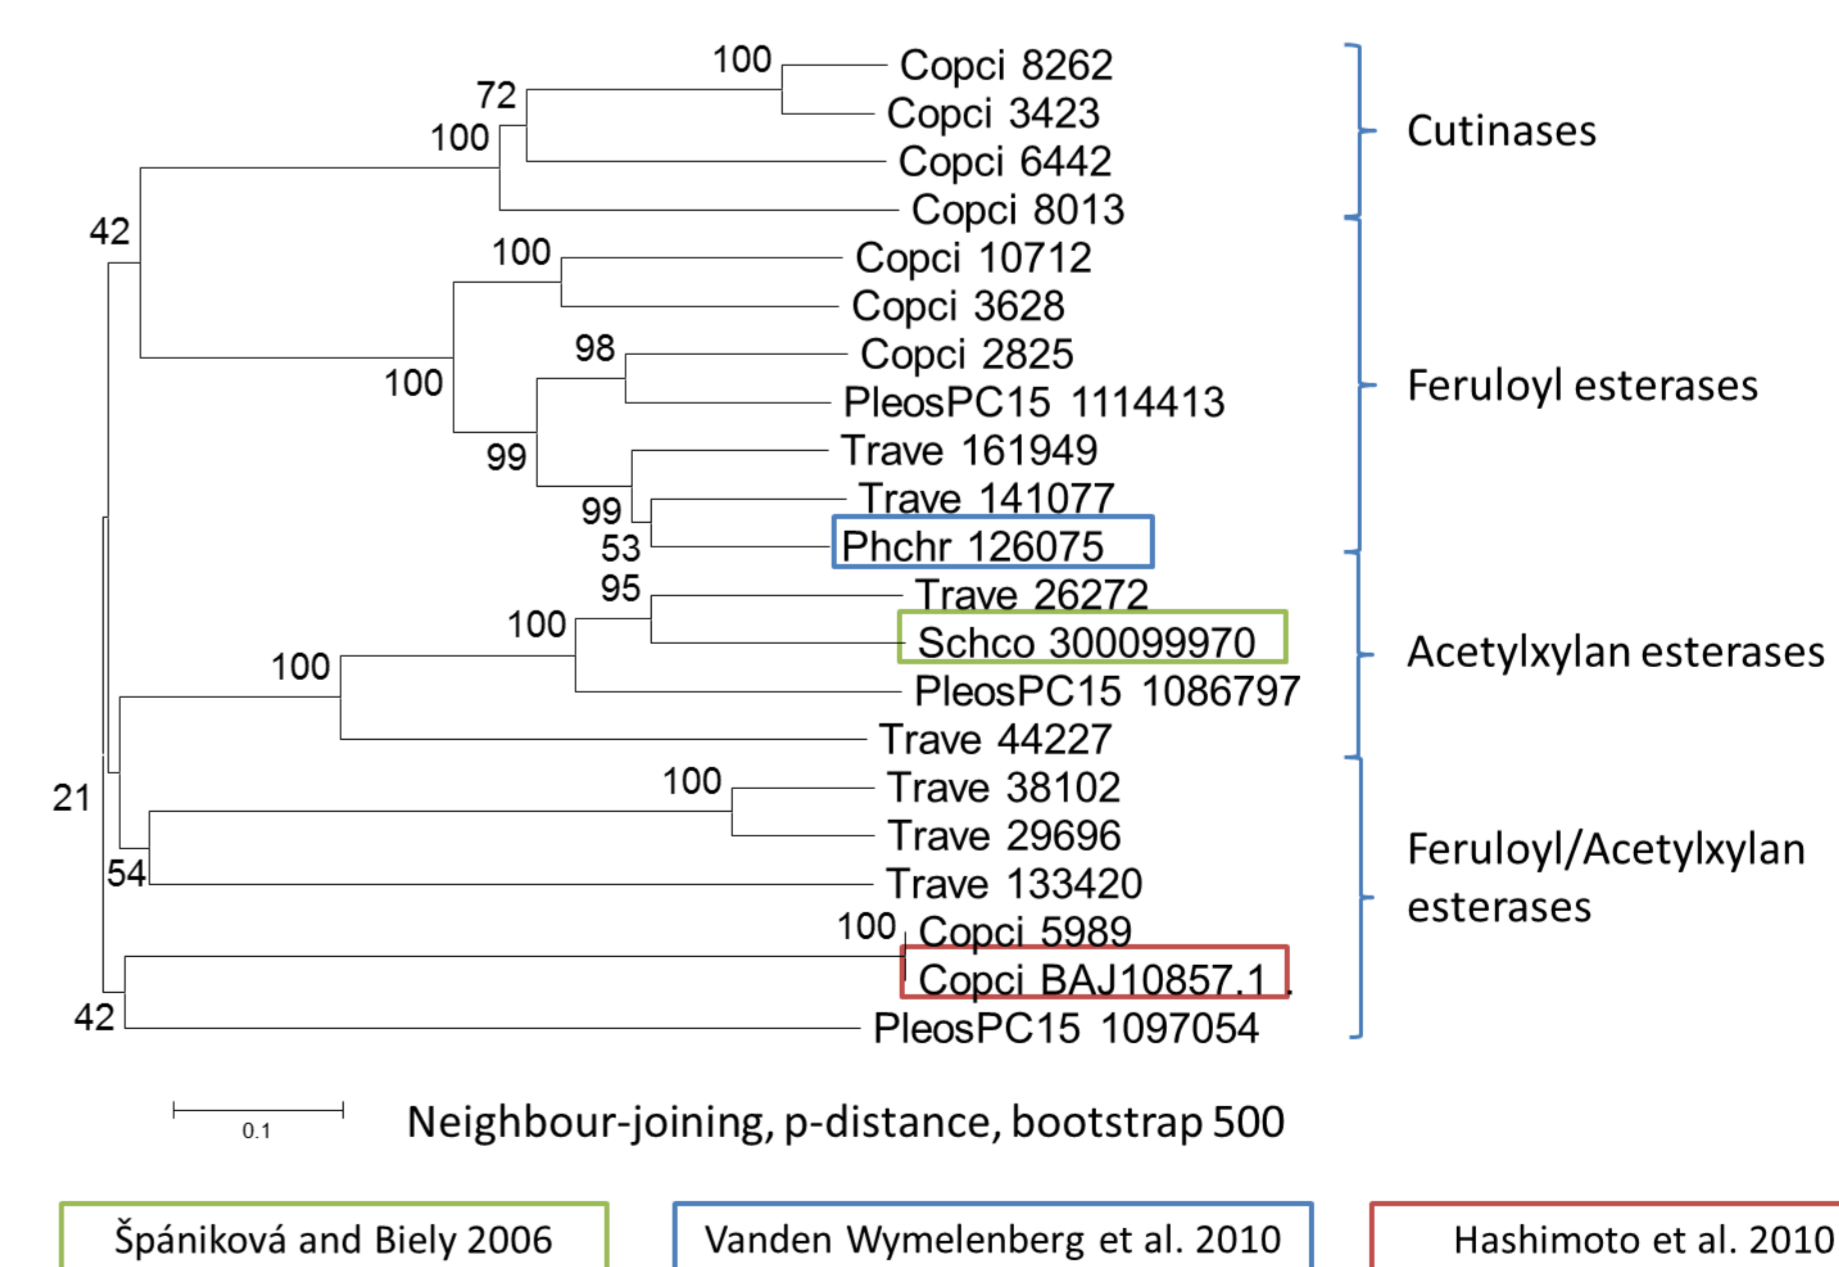 100
Copci 8262
72
Copci 3423
100
Copci 6442
Cutinases
Copci 8013
42
100
Copci 10712
Copci 3628
98
Copci 2825
100
PleosPC15 1114413
Feruloyl esterases
99
Trave 161949
99
Trave 141077
53
Phchr 126075
95
Trave 26272
100
Schco 300099970
Acetylxylan esterases
100
PleosPC15 1086797
Trave 44227
21
100
Trave 38102
Trave 29696
Feruloyl/Acetylxylan
esterases
54
Trave 133420
100
Copci 5989
Copci BAJ10857.1 .
42
PleosPC15 1097054
0.1
Neighbour-joining, p-distance, bootstrap 500
Špániková and Biely 2006
Vanden Wymelenberg et al. 2010
Hashimoto et al. 2010